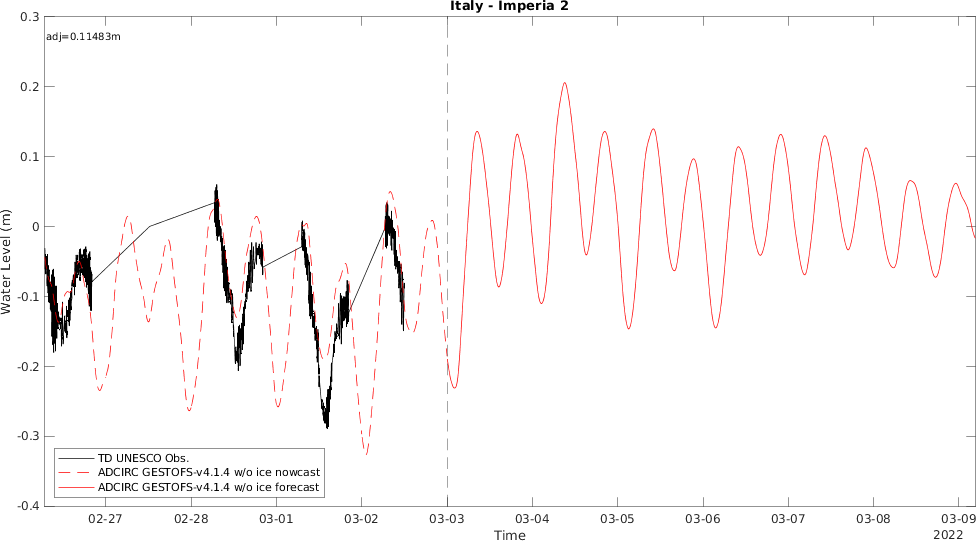 Italy - Imperia 2
adj=0.11483m
0.3
0.2
0.1
0
-0.1
-0.2
-0.3
-0.4
Water Level (m)
TD UNESCO Obs.
ADCIRC GESTOFS-v4.1.4 w/o ice nowcast
ADCIRC GESTOFS-v4.1.4 w/o ice forecast
02-27 02-28 03-01 03-02 03-03 03-04 03-05 03-06 03-07 03-08 03-09
Time
2022